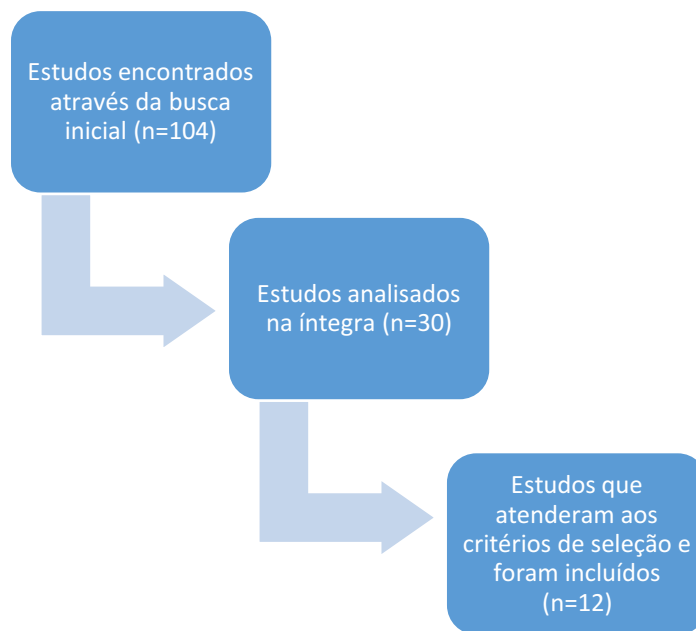 Estudos encontrados
através da busca
inicial (n=104)
Estudos analisados
na íntegra (n=30)
Estudos que
atenderam aos
critérios de seleção e
foram incluídos
(n=12)